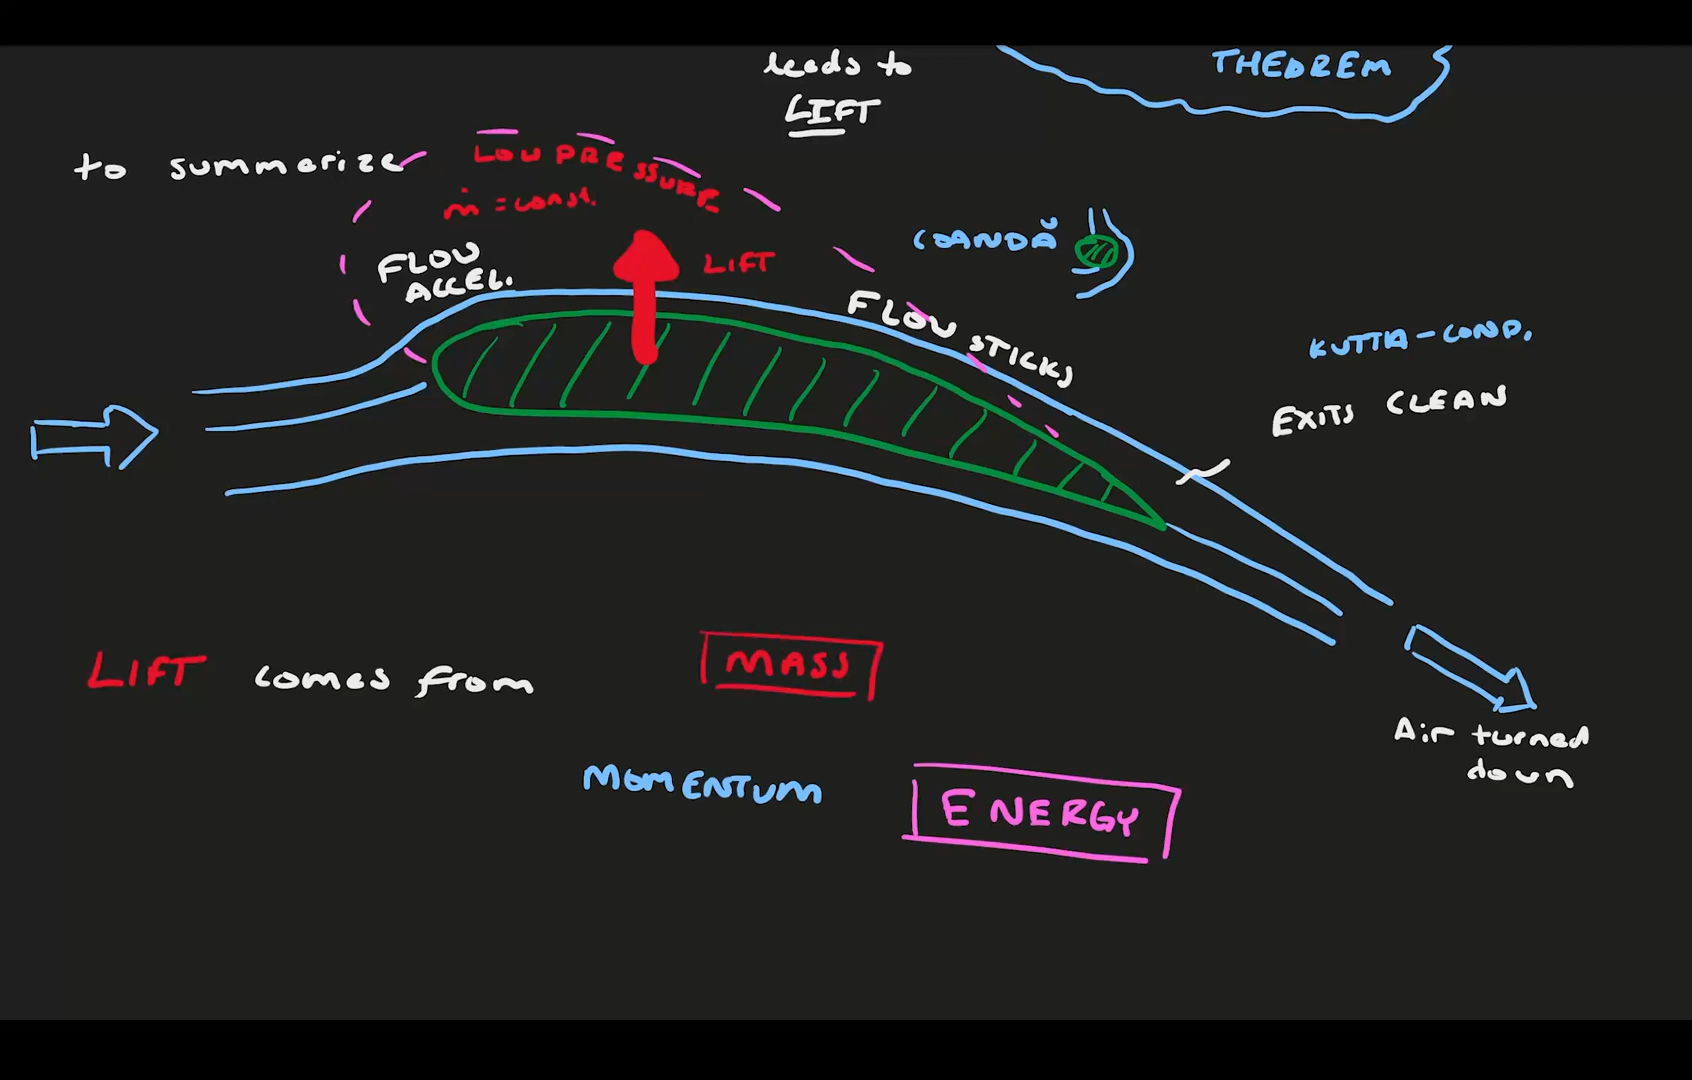 leads to
LIFT
THEOREM
to summarize
LOW PRESSURE
ṁ = const.
FLOW
ACCEL.
LIFT
COANDĂ
FLOW STICKS
KUTTA-COND.
EXITS CLEAN
LIFT comes from
MASS
MOMENTUM
ENERGY
Air turned
down